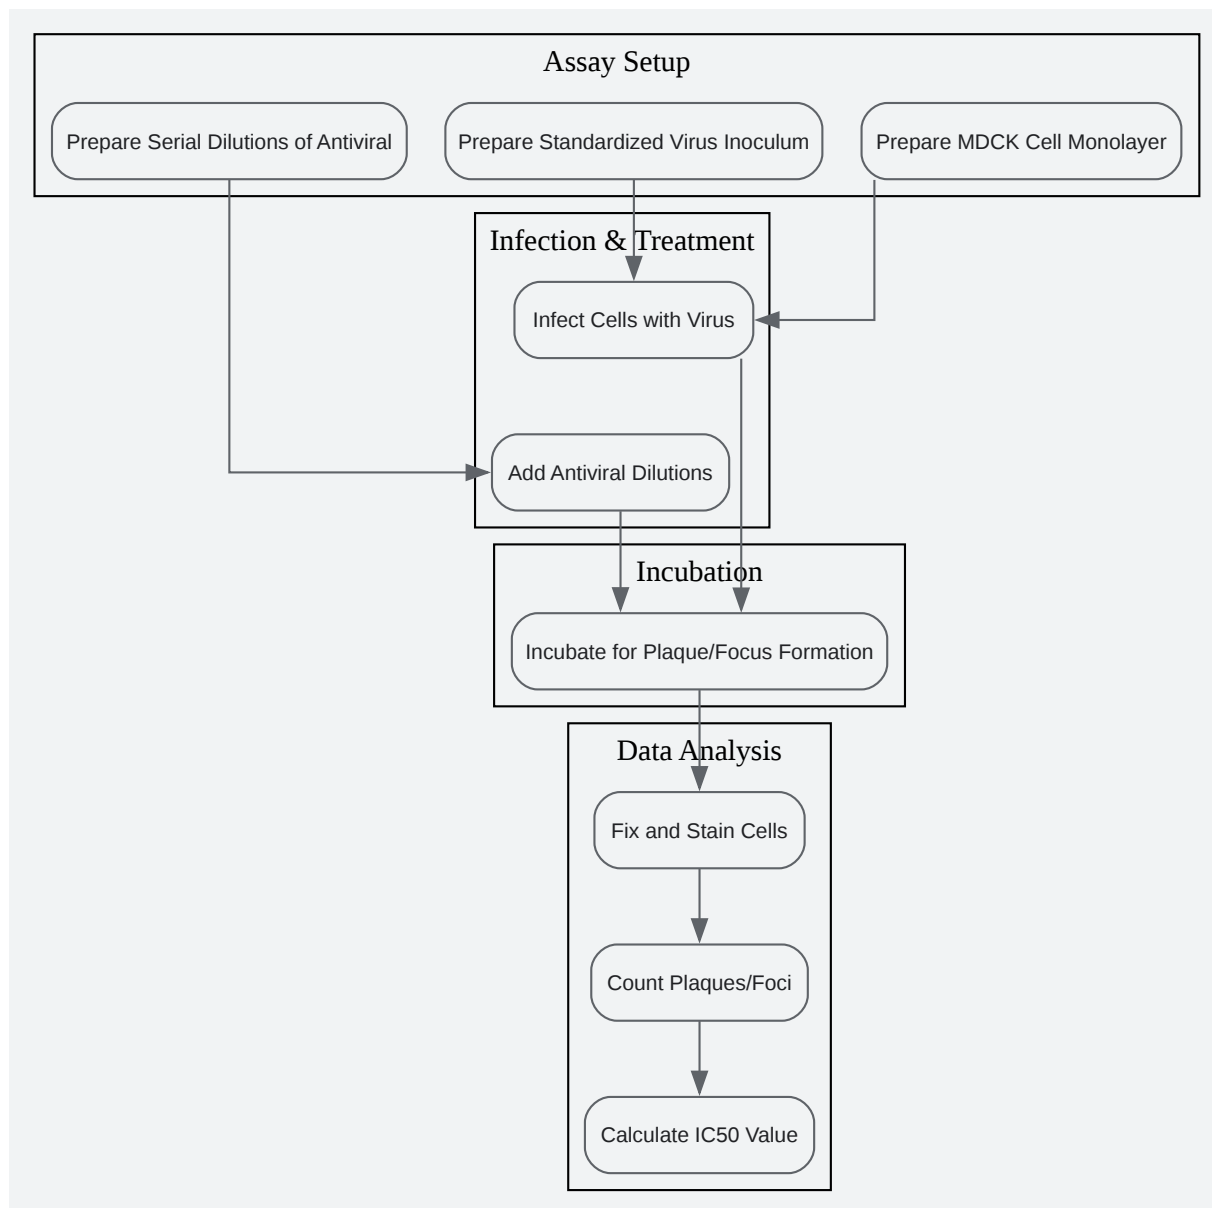 Assay Setup
Prepare Serial Dilutions of Antiviral
Prepare Standardized Virus Inoculum
Prepare MDCK Cell Monolayer
Infection & Treatment
Infect Cells with Virus
Add Antiviral Dilutions
Incubation
Incubate for Plaque/Focus Formation
Data Analysis
Fix and Stain Cells
Count Plaques/Foci
Calculate IC50 Value